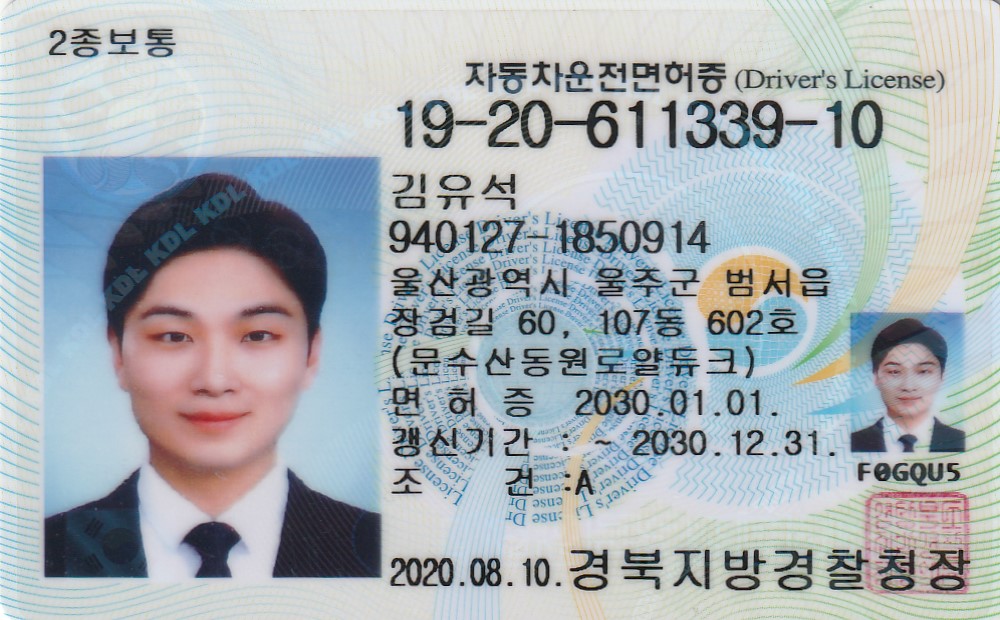 2종보통
자동차운전면허증 (Driver's License)
19-20-611339-10
김유석
940127-1850914
울산광역시 울주군 범서읍
장검길 60, 107동 602호
(문수산동원로얄듀크)
면 허 증 2030.01.01.
갱신기간 : ~ 2030.12.31.
조 건 :A
F0GQU5
2020.08.10. 경북지방경찰청장
KDL KDL KDL KDL